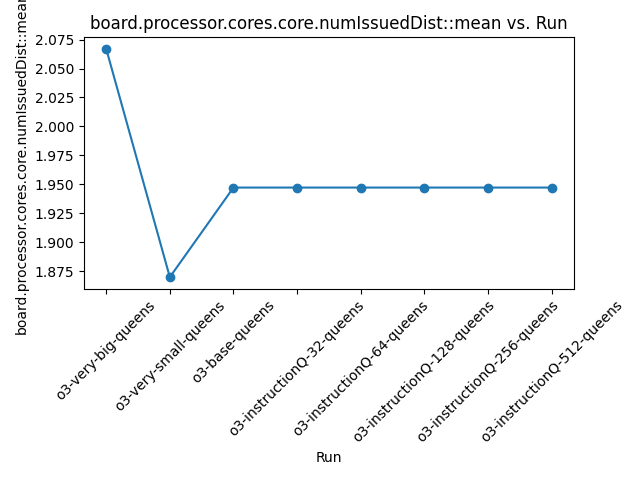 board.processor.cores.core.numIssuedDist::mean vs. Run
board.processor.cores.core.numIssuedDist::mean
2.075
2.050
2.025
2.000
1.975
1.950
1.925
1.900
1.875
o3-very-big-queens
o3-very-small-queens
o3-base-queens
o3-instructionQ-32-queens
o3-instructionQ-64-queens
o3-instructionQ-128-queens
o3-instructionQ-256-queens
o3-instructionQ-512-queens
Run